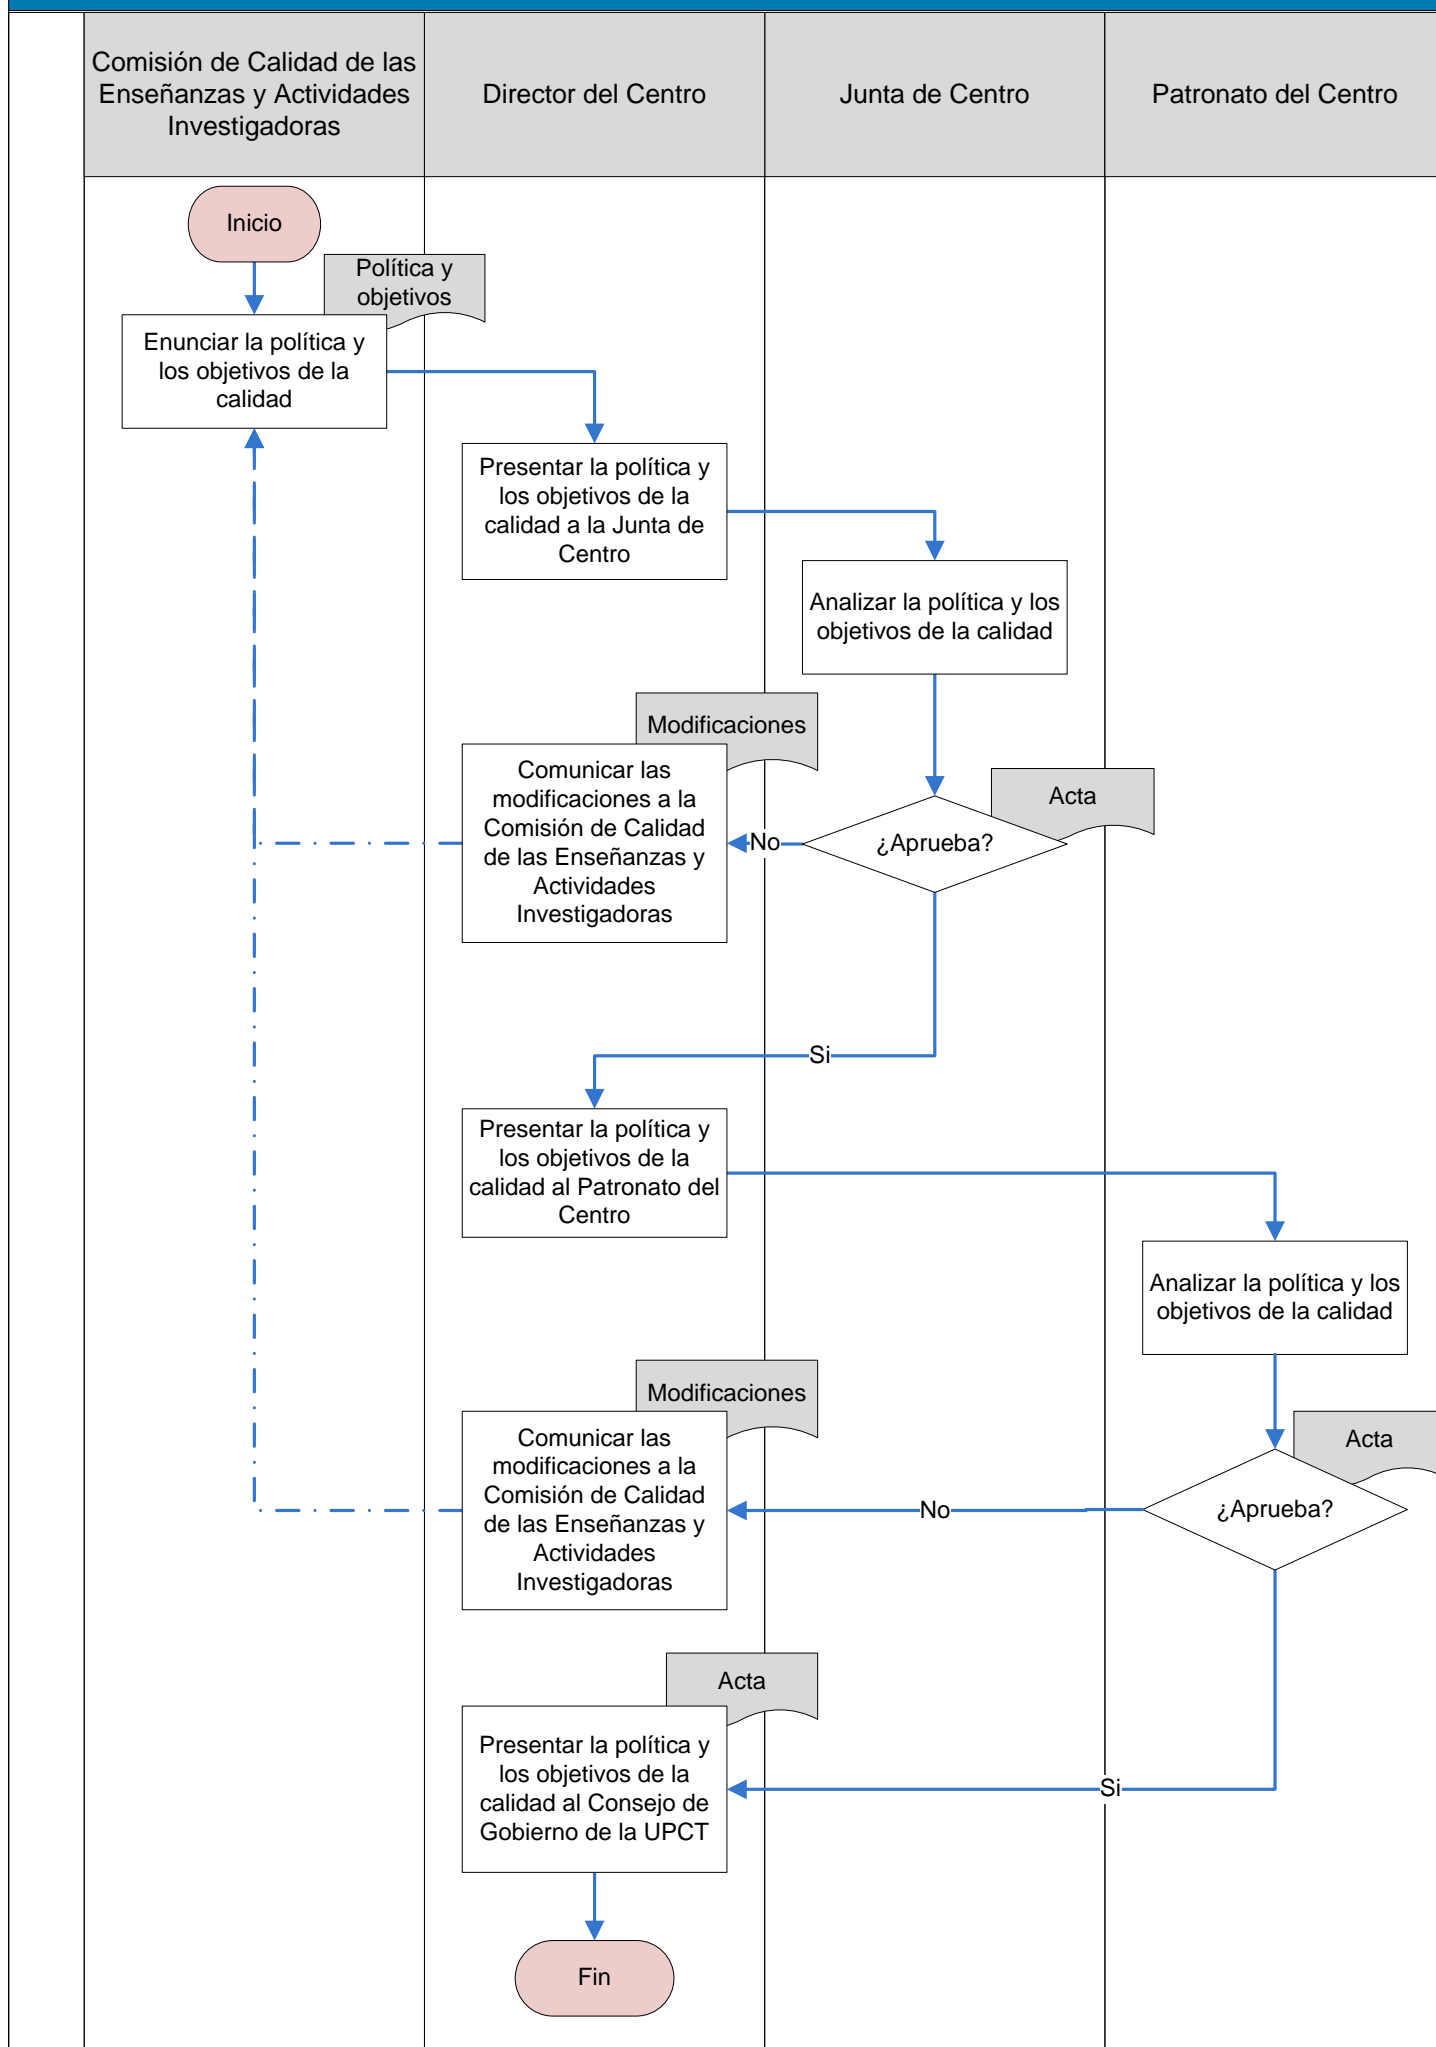 Comisión de Calidad de las
Enseñanzas y Actividades
Investigadoras
Director del Centro
Junta de Centro
Patronato del Centro
Inicio
Política y
objetivos
Enunciar la política y
los objetivos de la
calidad
Presentar la política y
los objetivos de la
calidad a la Junta de
Centro
Analizar la política y los
objetivos de la calidad
Modificaciones
Comunicar las
modificaciones a la
Comisión de Calidad
de las Enseñanzas y
Actividades
Investigadoras
No
¿Aprueba?
Acta
Si
Presentar la política y
los objetivos de la
calidad al Patronato del
Centro
Analizar la política y los
objetivos de la calidad
Modificaciones
Comunicar las
modificaciones a la
Comisión de Calidad
de las Enseñanzas y
Actividades
Investigadoras
No
¿Aprueba?
Acta
Acta
Presentar la política y
los objetivos de la
calidad al Consejo de
Gobierno de la UPCT
Si
Fin